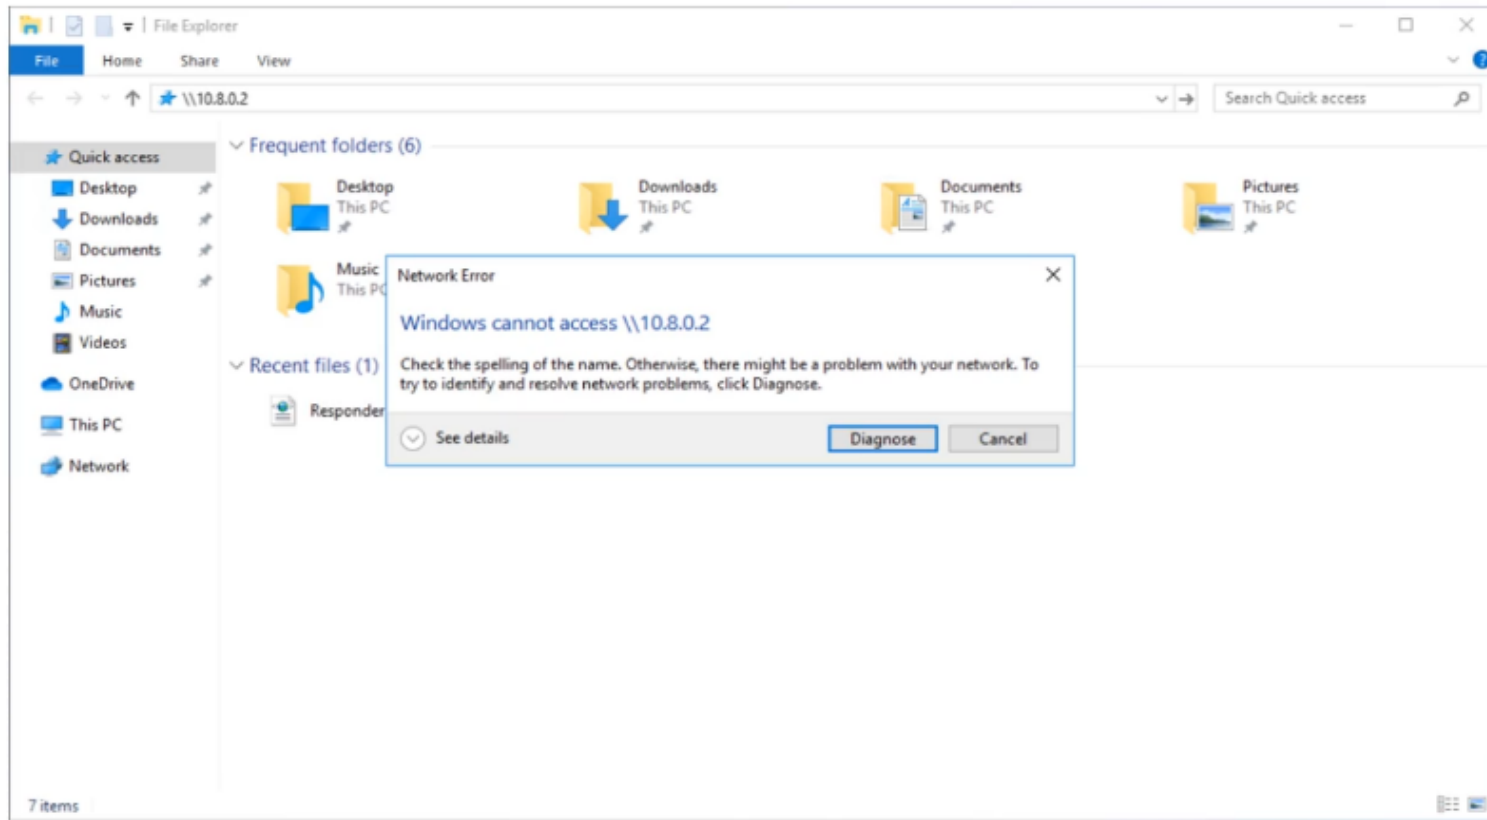 File Explorer
File Home Share View
\\10.8.0.2
Search Quick access
Quick access
Desktop
Downloads
Documents
Pictures
Music
Videos
OneDrive
This PC
Network
Frequent folders (6)
Desktop
This PC
Downloads
This PC
Documents
This PC
Pictures
This PC
Music
This PC
Recent files (1)
Responder
Network Error
Windows cannot access \\10.8.0.2
Check the spelling of the name. Otherwise, there might be a problem with your network. To
try to identify and resolve network problems, click Diagnose.
See details
Diagnose Cancel
7 items